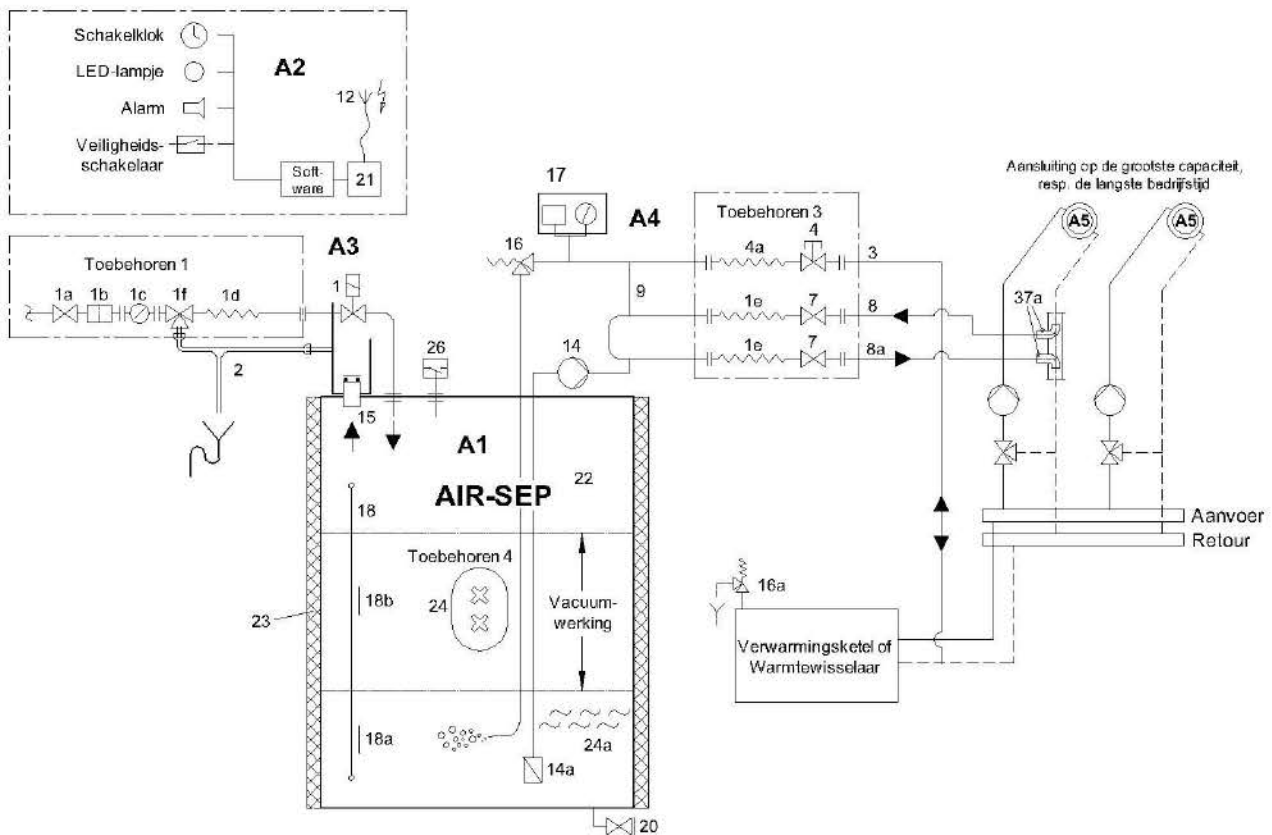 Schakelklok
LED-lampje
Alarm
Veiligheids-
schakelaar
A2
12
Soft-
ware
21
Toebehoren 1
A3
1a
1b
1c
1f
1d
1
2
26
15
17
A4
16
9
14
Toebehoren 3
4a
4
3
1e
7
8
1e
7
8a
Aansluiting op de grootste capaciteit,
resp. de langste bedrijfstijd
A5
A5
37a
A1
AIR-SEP
22
18
Toebehoren 4
24
18b
23
Vacuum-
werking
18a
24a
14a
20
Aanvoer
Retour
16a
Verwarmingsketel of
Warmtewisselaar